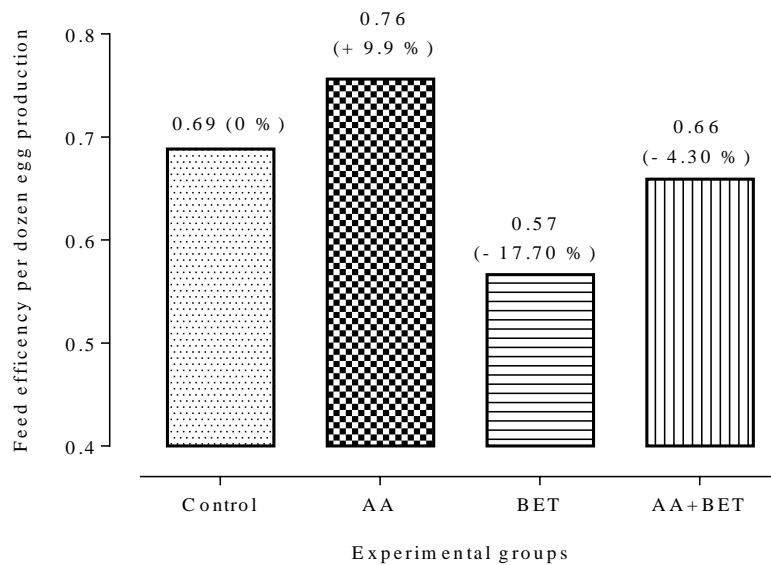 Feed efficency per dozen egg production
0.8
0.7
0.6
0.5
0.4
0.69 (0 %)
0.76
(+ 9.9 %)
0.57
(- 17.70 %)
0.66
(- 4.30 %)
Control
AA
BET
AA+BET
Experimental groups